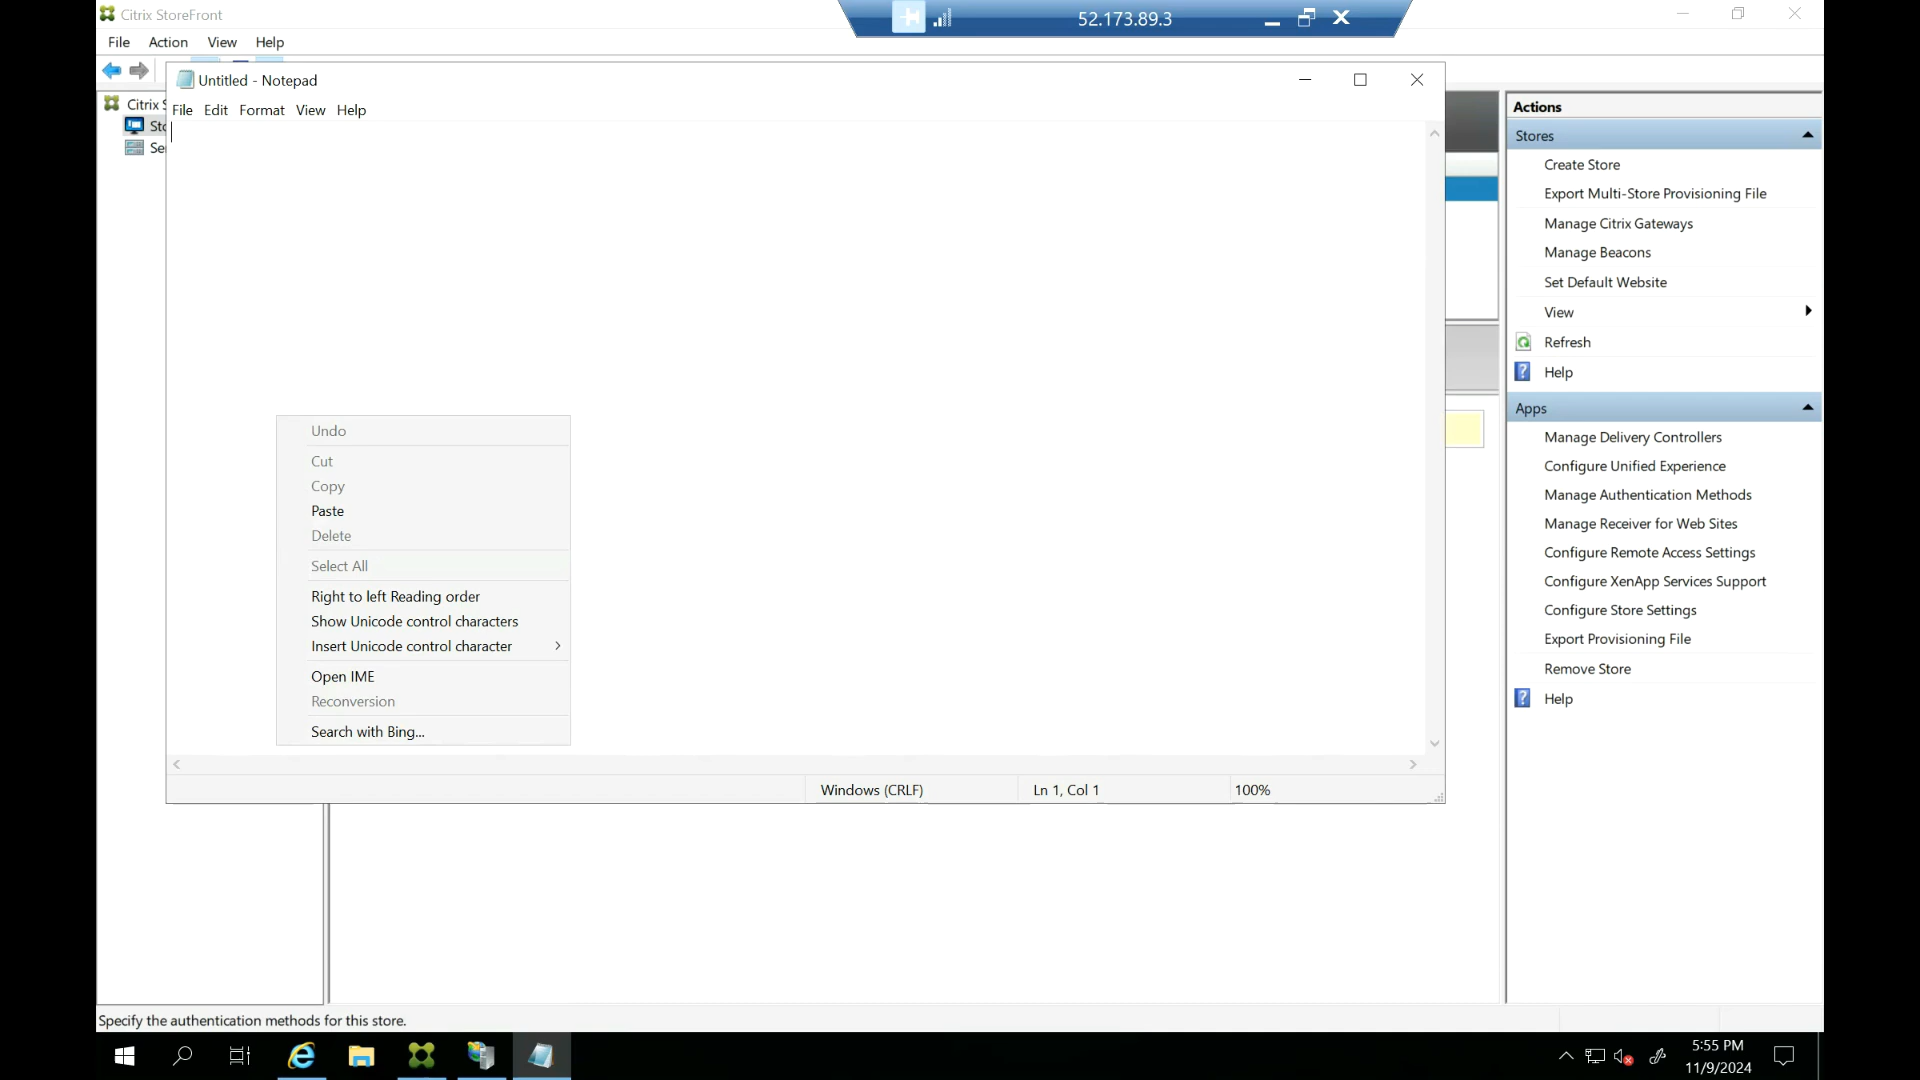 Citrix StoreFront
52.173.89.3
File Action View Help
Untitled - Notepad
File Edit Format View Help
Citrix S
Sto
Se
Undo
Cut
Copy
Paste
Delete
Select All
Right to left Reading order
Show Unicode control characters
Insert Unicode control character
Open IME
Reconversion
Search with Bing...
Windows (CRLF)
Ln 1, Col 1
100%
Actions
Stores
Create Store
Export Multi-Store Provisioning File
Manage Citrix Gateways
Manage Beacons
Set Default Website
View
Refresh
Help
Apps
Manage Delivery Controllers
Configure Unified Experience
Manage Authentication Methods
Manage Receiver for Web Sites
Configure Remote Access Settings
Configure XenApp Services Support
Configure Store Settings
Export Provisioning File
Remove Store
Help
Specify the authentication methods for this store.
5:55 PM
11/9/2024